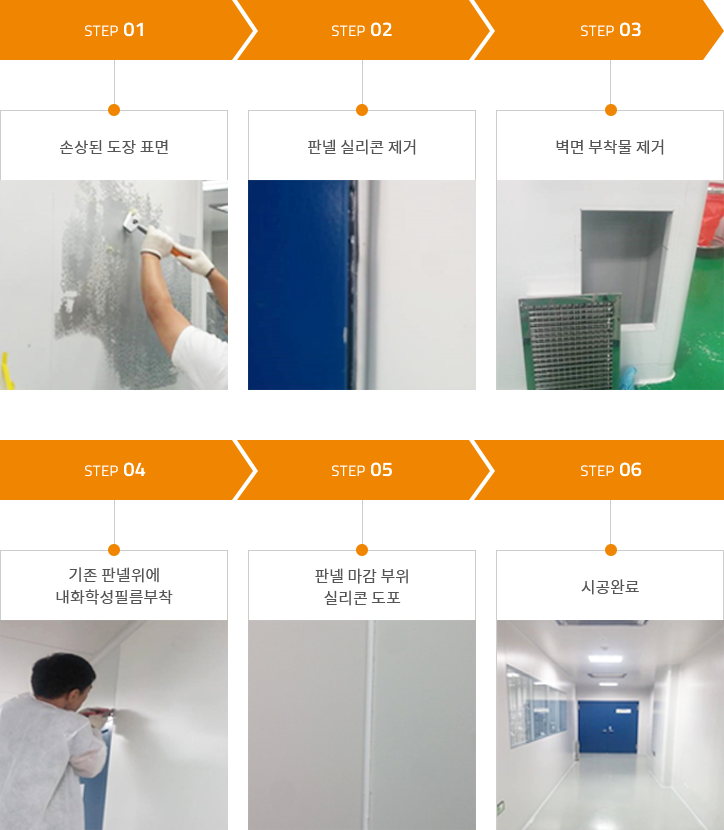 STEP 01
STEP 02
STEP 03
손상된 도장 표면
판넬 실리콘 제거
벽면 부착물 제거
STEP 04
STEP 05
STEP 06
기존 판넬위에
내화학성필름부착
판넬 마감 부위
실리콘 도포
시공완료